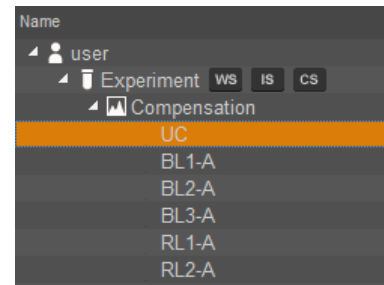 Name
user
Experiment WS IS CS
Compensation
UC
BL1-A
BL2-A
BL3-A
RL1-A
RL2-A